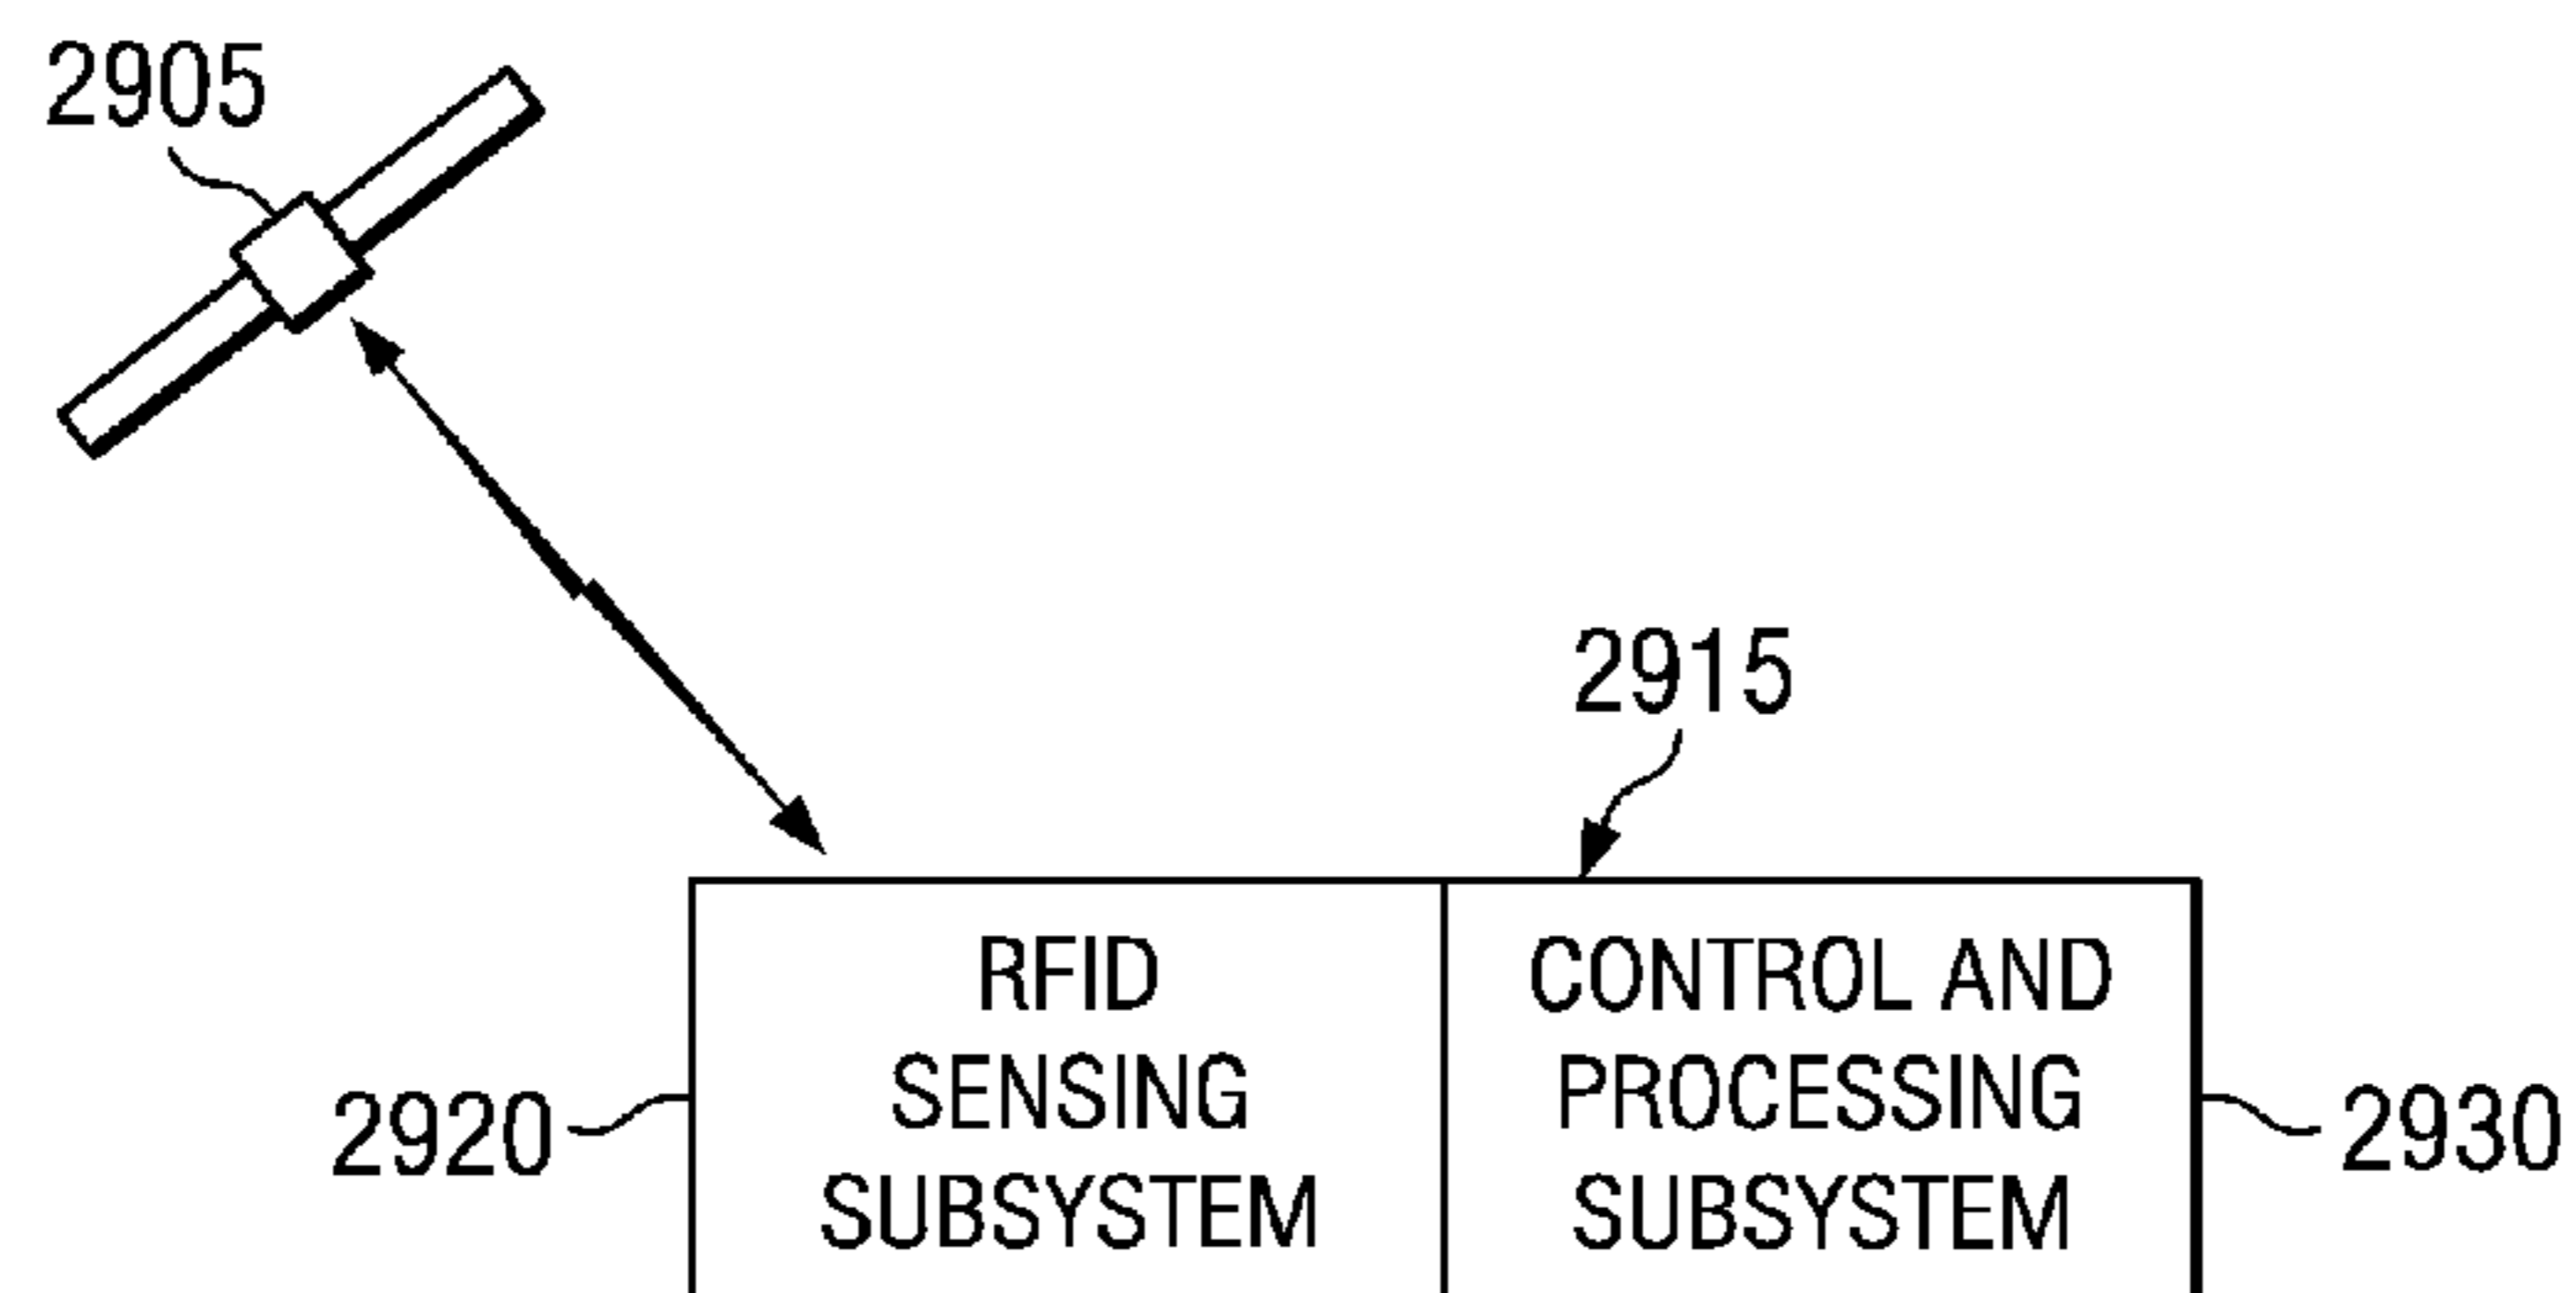 2905
2915
RFID
SENSING
SUBSYSTEM
CONTROL AND
PROCESSING
SUBSYSTEM
2920
2930